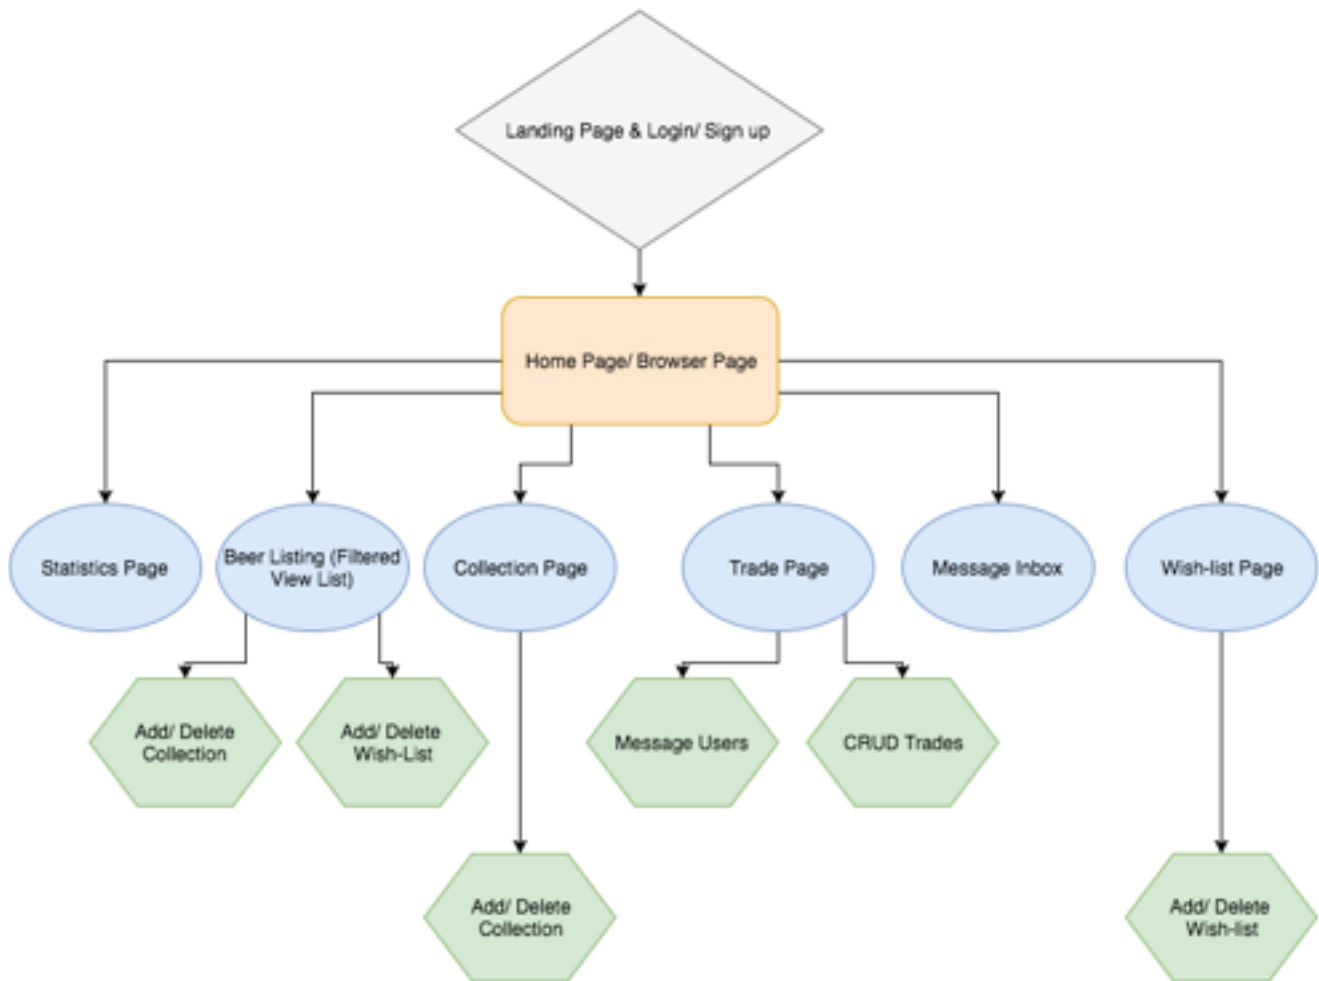 Landing Page & Login/ Sign up
Home Page/ Browser Page
Statistics Page
Beer Listing (Filtered
View List)
Collection Page
Trade Page
Message Inbox
Wish-list Page
Add/ Delete
Collection
Add/ Delete
Wish-List
Message Users
CRUD Trades
Add/ Delete
Collection
Add/ Delete
Wish-list